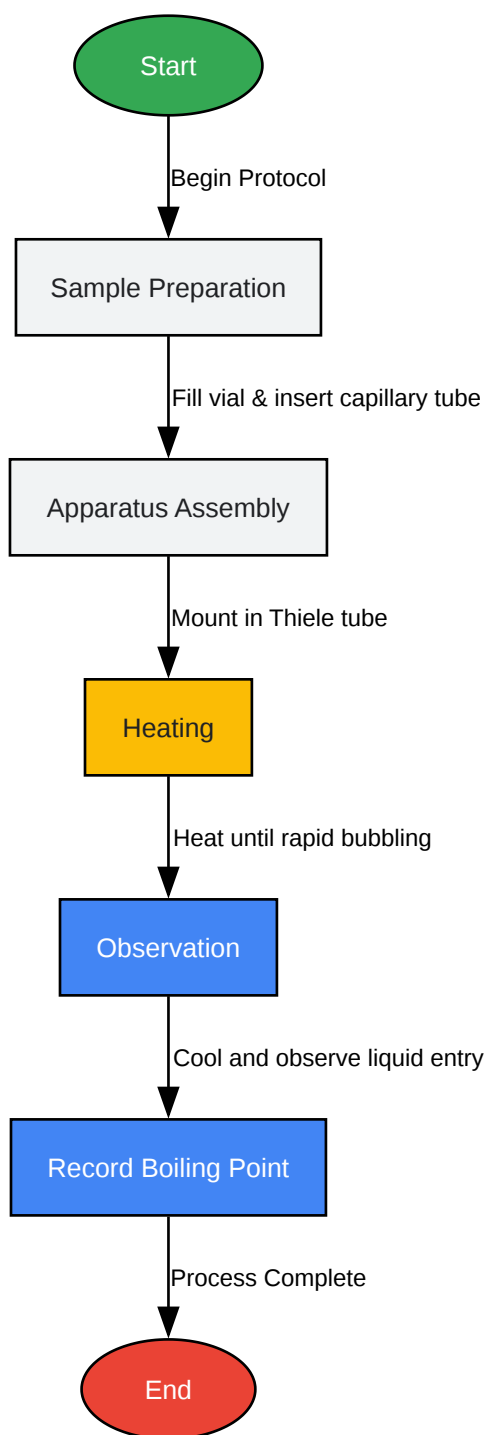 Start
Begin Protocol
Sample Preparation
Fill vial & insert capillary tube
Apparatus Assembly
Mount in Thiele tube
Heating
Heat until rapid bubbling
Observation
Cool and observe liquid entry
Record Boiling Point
Process Complete
End